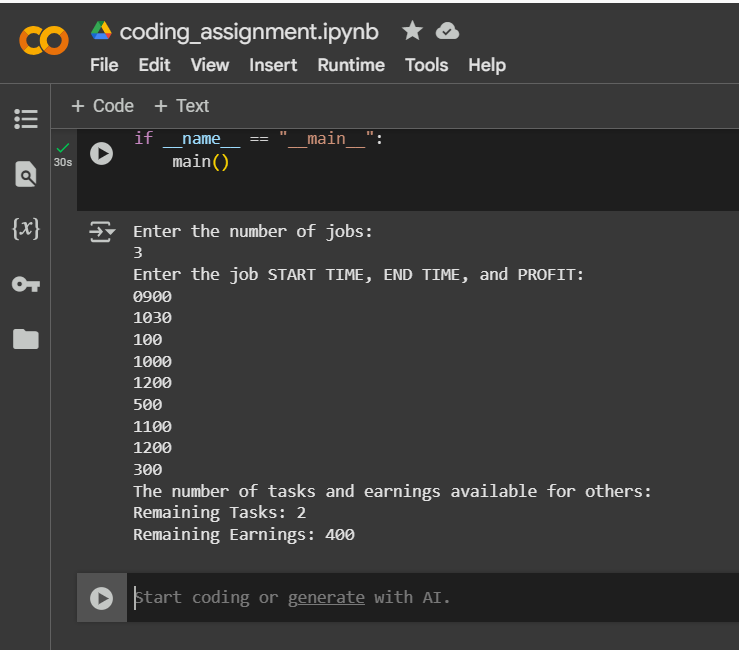 coding_assignment.ipynb
File Edit View Insert Runtime Tools Help
+ Code + Text
if __name__ == "__main__":
main()
30s
{x}
Enter the number of jobs:
3
Enter the job START TIME, END TIME, and PROFIT:
0900
1030
100
1000
1200
500
1100
1200
300
The number of tasks and earnings available for others:
Remaining Tasks: 2
Remaining Earnings: 400
Start coding or generate with AI.